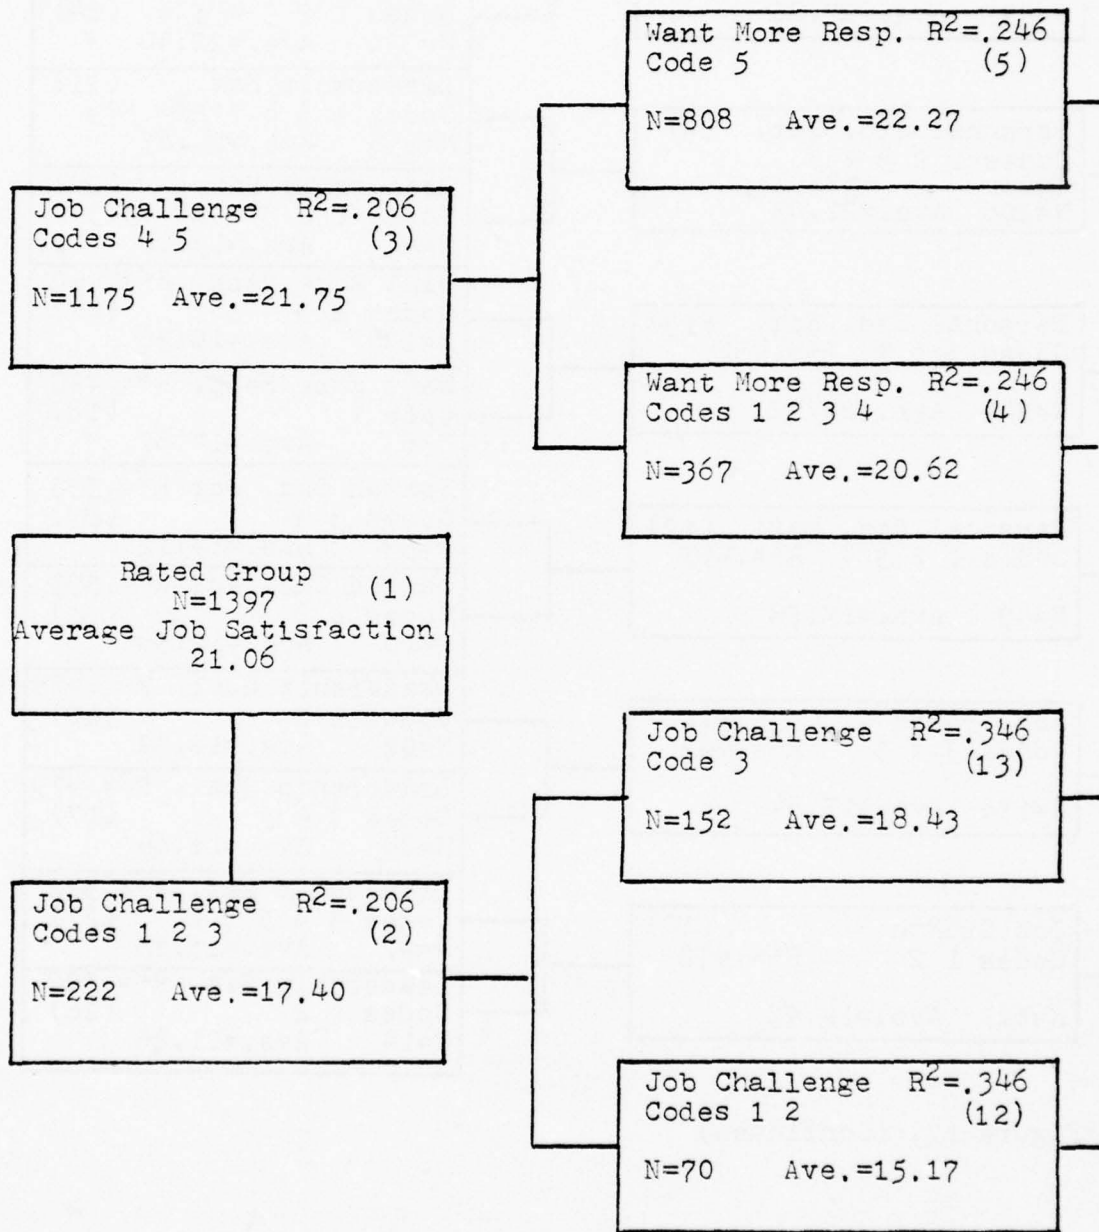 Want More Resp. R²=.246
Code 5 (5)
N=808 Ave.=22.27
Job Challenge R²=.206
Codes 4 5 (3)
N=1175 Ave.=21.75
Want More Resp. R²=.246
Codes 1 2 3 4 (4)
N=367 Ave.=20.62
Rated Group (1)
N=1397
Average Job Satisfaction
21.06
Job Challenge R²=.346
Code 3 (13)
N=152 Ave.=18.43
Job Challenge R²=.206
Codes 1 2 3 (2)
N=222 Ave.=17.40
Job Challenge R²=.346
Codes 1 2 (12)
N=70 Ave.=15.17